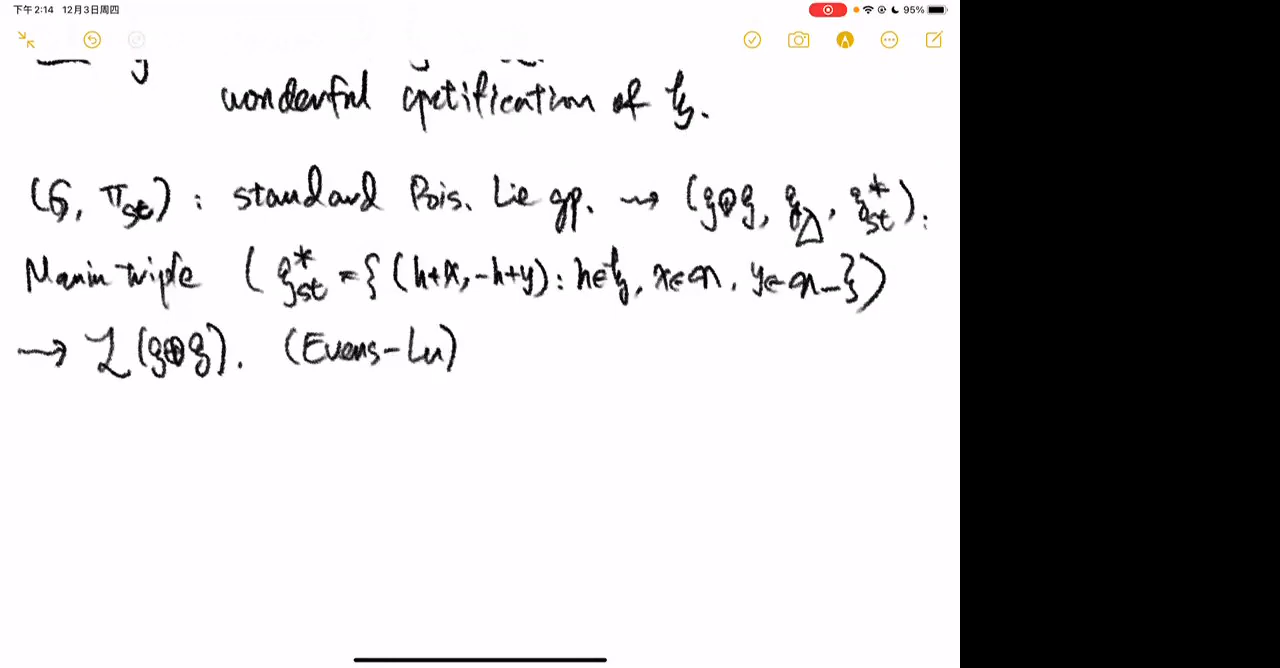 下午2:14 12月3日周四 95%
wonderful cptification of 𝔥.
(G, π_st) : standard Pois. Lie gp. ⇝ (𝔤⊕𝔤, 𝔤_Δ, 𝔤*_st) :
Manin triple ( 𝔤*_st = { (h+x, -h+y) : h∈𝔥, x∈𝔫, y∈𝔫_- } )
⇝ ℒ(𝔤⊕𝔤). (Evens-Lu)